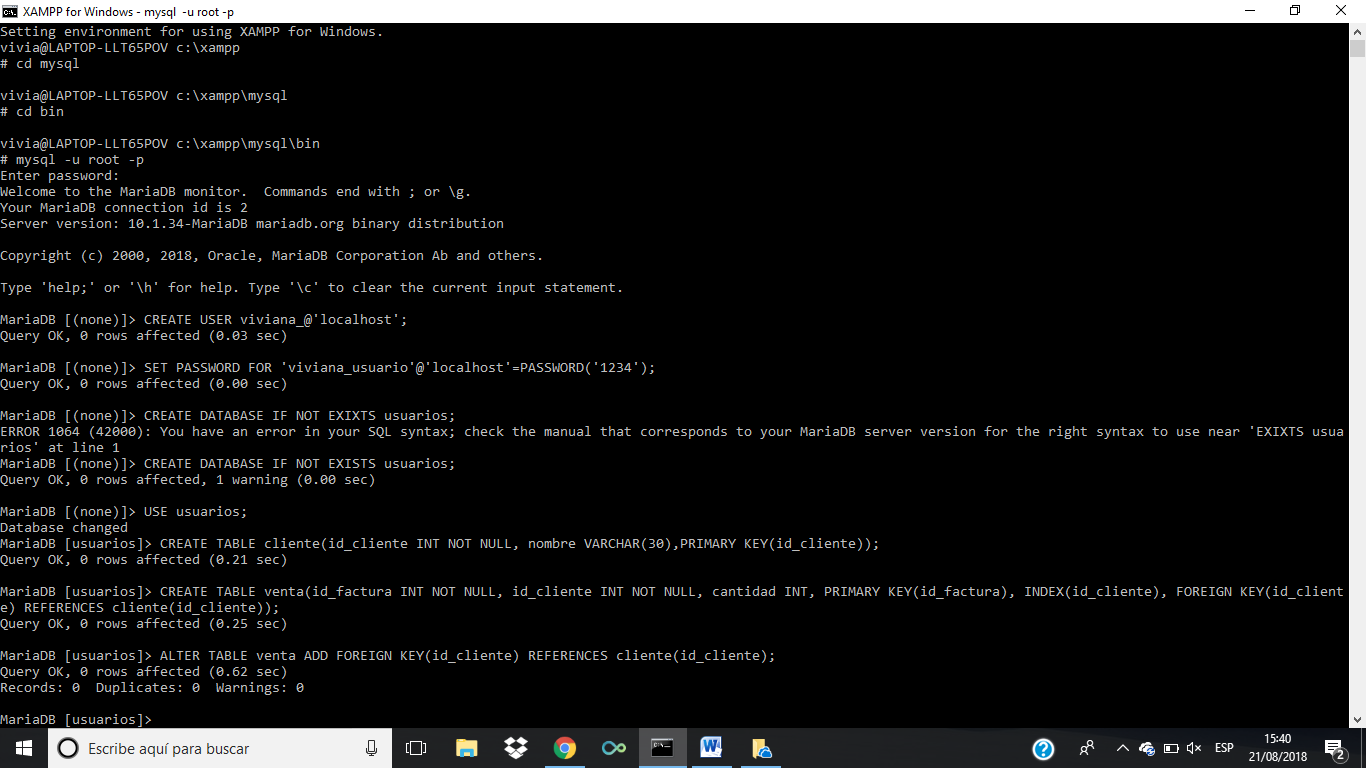 XAMPP for Windows - mysql  -u root -p
Setting environment for using XAMPP for Windows.
vivia@LAPTOP-LLT65POV c:\xampp
# cd mysql
vivia@LAPTOP-LLT65POV c:\xampp\mysql
# cd bin
vivia@LAPTOP-LLT65POV c:\xampp\mysql\bin
# mysql -u root -p
Enter password:
Welcome to the MariaDB monitor.  Commands end with ; or \g.
Your MariaDB connection id is 2
Server version: 10.1.34-MariaDB mariadb.org binary distribution
Copyright (c) 2000, 2018, Oracle, MariaDB Corporation Ab and others.
Type 'help;' or '\h' for help. Type '\c' to clear the current input statement.
MariaDB [(none)]> CREATE USER viviana_@'localhost';
Query OK, 0 rows affected (0.03 sec)
MariaDB [(none)]> SET PASSWORD FOR 'viviana_usuario'@'localhost'=PASSWORD('1234');
Query OK, 0 rows affected (0.00 sec)
MariaDB [(none)]> CREATE DATABASE IF NOT EXIXTS usuarios;
ERROR 1064 (42000): You have an error in your SQL syntax; check the manual that corresponds to your MariaDB server version for the right syntax to use near 'EXIXTS usua
rios' at line 1
MariaDB [(none)]> CREATE DATABASE IF NOT EXISTS usuarios;
Query OK, 0 rows affected, 1 warning (0.00 sec)
MariaDB [(none)]> USE usuarios;
Database changed
MariaDB [usuarios]> CREATE TABLE cliente(id_cliente INT NOT NULL, nombre VARCHAR(30),PRIMARY KEY(id_cliente));
Query OK, 0 rows affected (0.21 sec)
MariaDB [usuarios]> CREATE TABLE venta(id_factura INT NOT NULL, id_cliente INT NOT NULL, cantidad INT, PRIMARY KEY(id_factura), INDEX(id_cliente), FOREIGN KEY(id_client
e) REFERENCES cliente(id_cliente));
Query OK, 0 rows affected (0.25 sec)
MariaDB [usuarios]> ALTER TABLE venta ADD FOREIGN KEY(id_cliente) REFERENCES cliente(id_cliente);
Query OK, 0 rows affected (0.62 sec)
Records: 0  Duplicates: 0  Warnings: 0
MariaDB [usuarios]>
Escribe aquí para buscar
ESP
15:40
21/08/2018
2